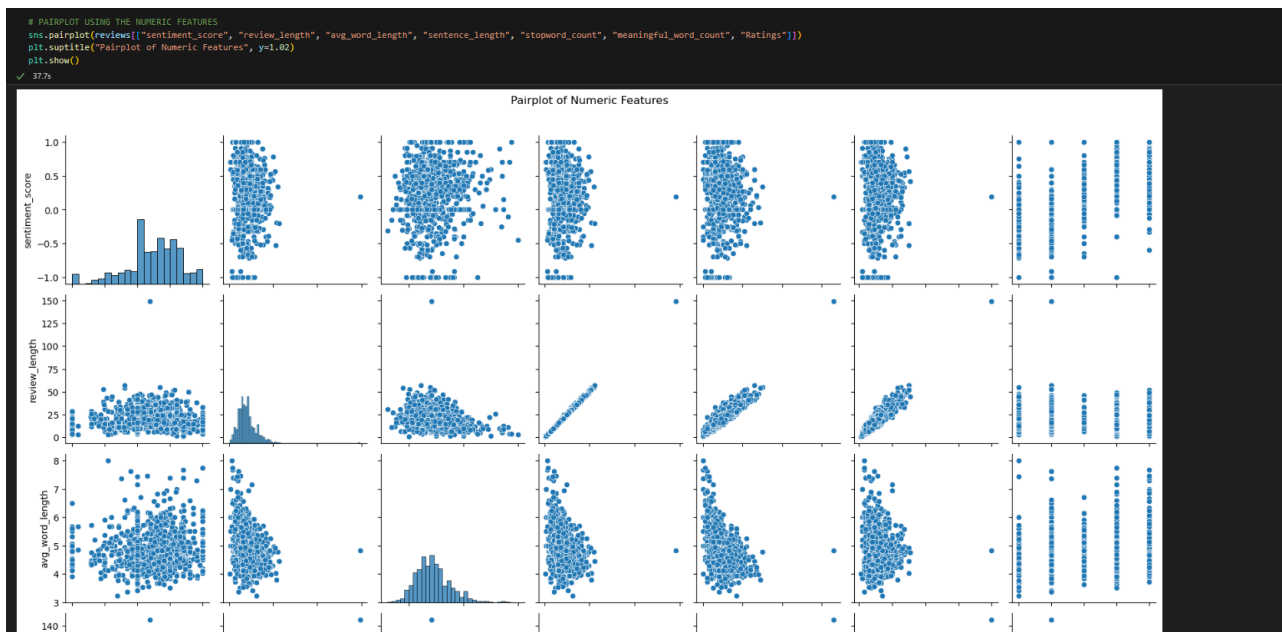 # PAIRPLOT USING THE NUMERIC FEATURES
sns.pairplot(reviews[["sentiment_score", "review_length", "avg_word_length", "sentence_length", "stopword_count", "meaningful_word_count", "Ratings"]])
plt.suptitle("Pairplot of Numeric Features", y=1.02)
plt.show()
✓ 37.7s
Pairplot of Numeric Features
sentiment_score
1.0
0.5
0.0
−0.5
−1.0
review_length
150
125
100
75
50
25
0
avg_word_length
8
7
6
5
4
3
140